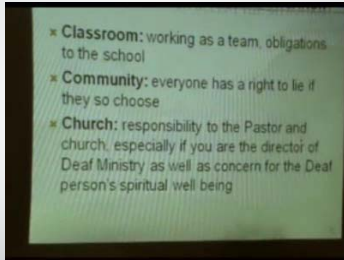 × Classroom: working as a team, obligations
to the school
× Community: everyone has a right to lie if
they so choose
× Church: responsibility to the Pastor and
church, especially if you are the director of
Deaf Ministry as well as concern for the Deaf
person's spiritual well being